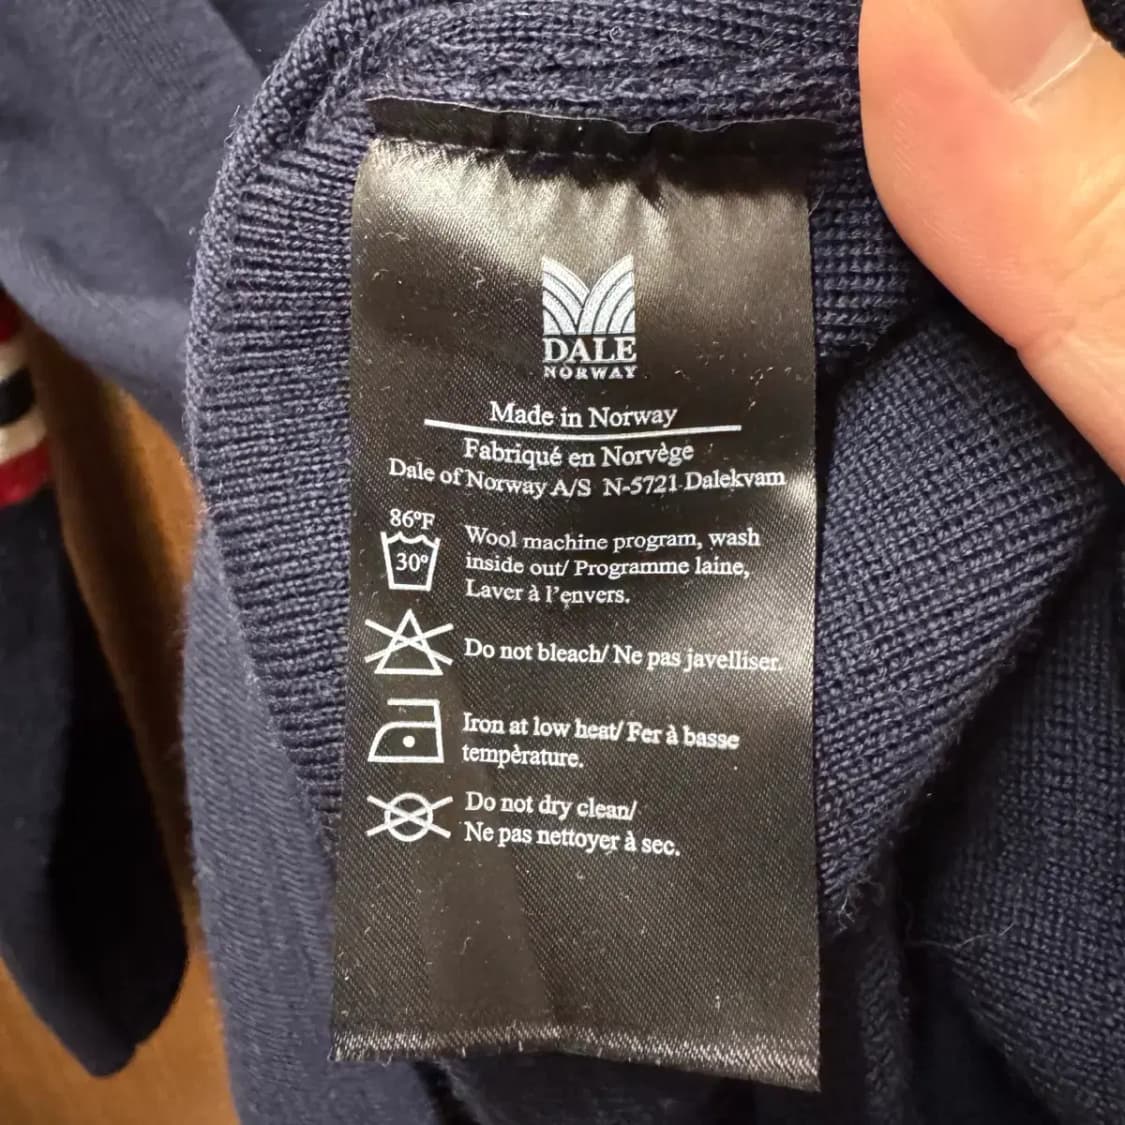 DALE
NORWAY
Made in Norway
Fabriqué en Norvège
Dale of Norway A/S N-5721 Dalekvam
86°F
30°
Wool machine program, wash
inside out/ Programme laine,
Laver à l'envers.
Do not bleach/ Ne pas javelliser.
Iron at low heat/ Fer à basse
tempèrature.
Do not dry clean/
Ne pas nettoyer à sec.